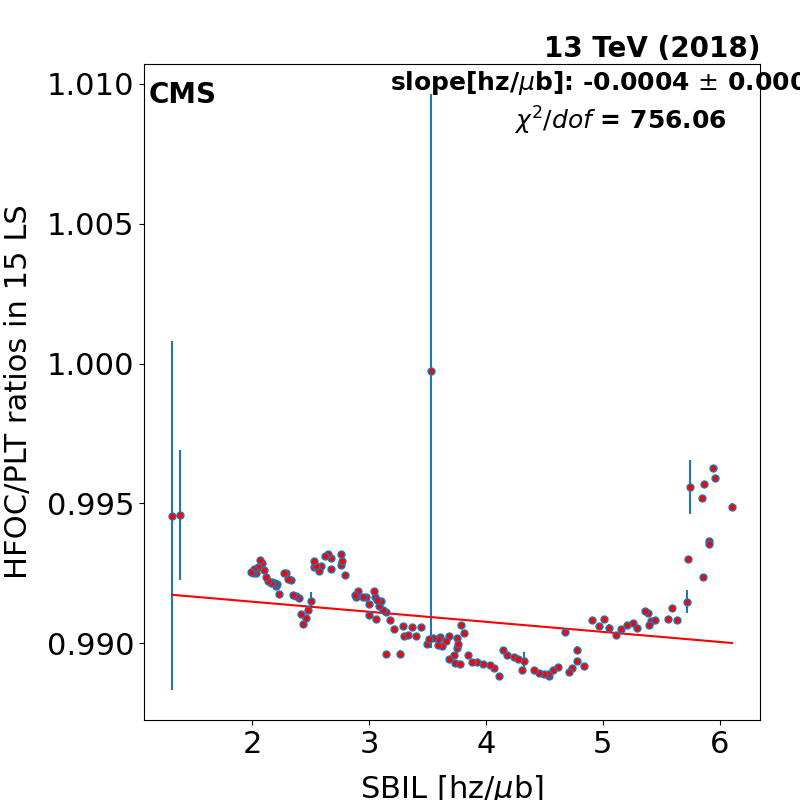 13 TeV (2018)
CMS
slope[hz/μb]: -0.0004 ± 0.000
χ²/dof = 756.06
HFOC/PLT ratios in 15 LS
1.010
1.005
1.000
0.995
0.990
2 3 4 5 6
SBIL [hz/μb]